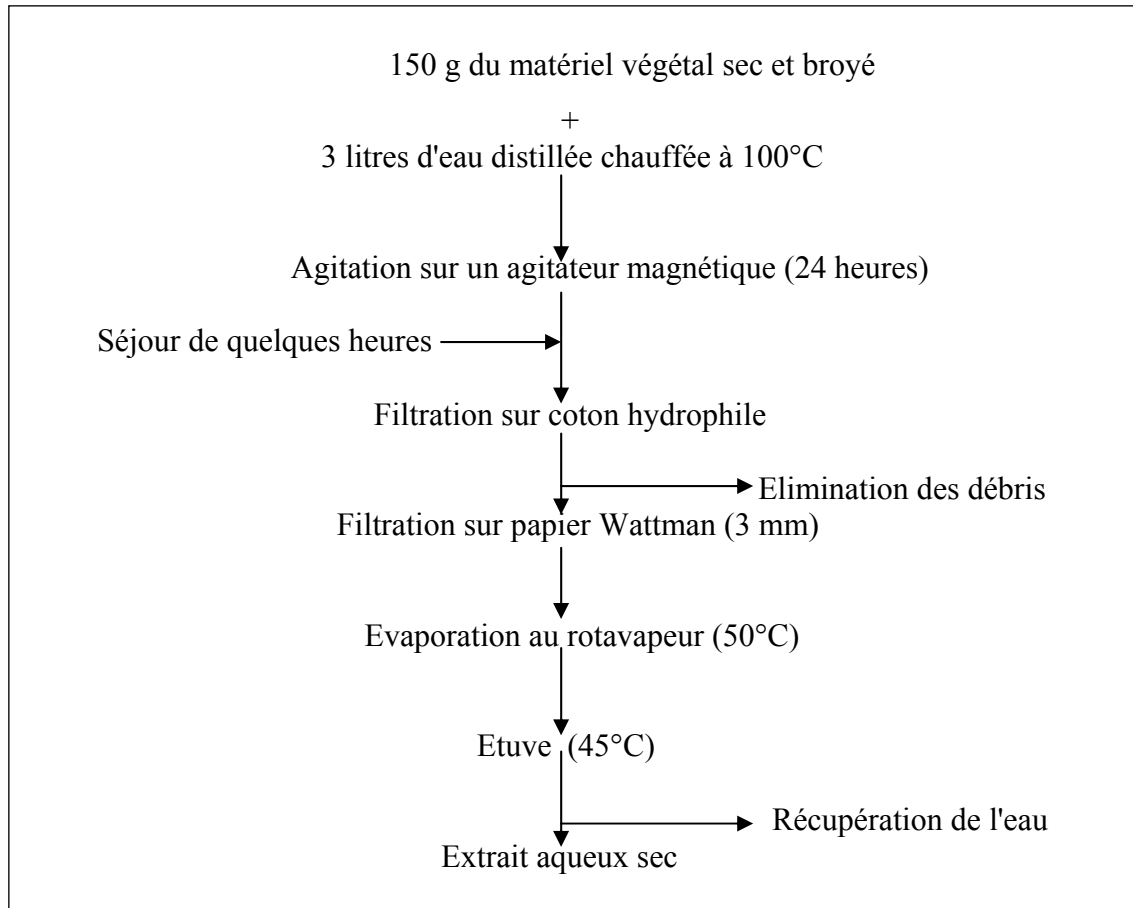 150 g du matériel végétal sec et broyé
+
3 litres d'eau distillée chauffée à 100°C
Agitation sur un agitateur magnétique (24 heures)
Séjour de quelques heures
Filtration sur coton hydrophile
Elimination des débris
Filtration sur papier Wattman (3 mm)
Evaporation au rotavapeur (50°C)
Etuve (45°C)
Récupération de l'eau
Extrait aqueux sec